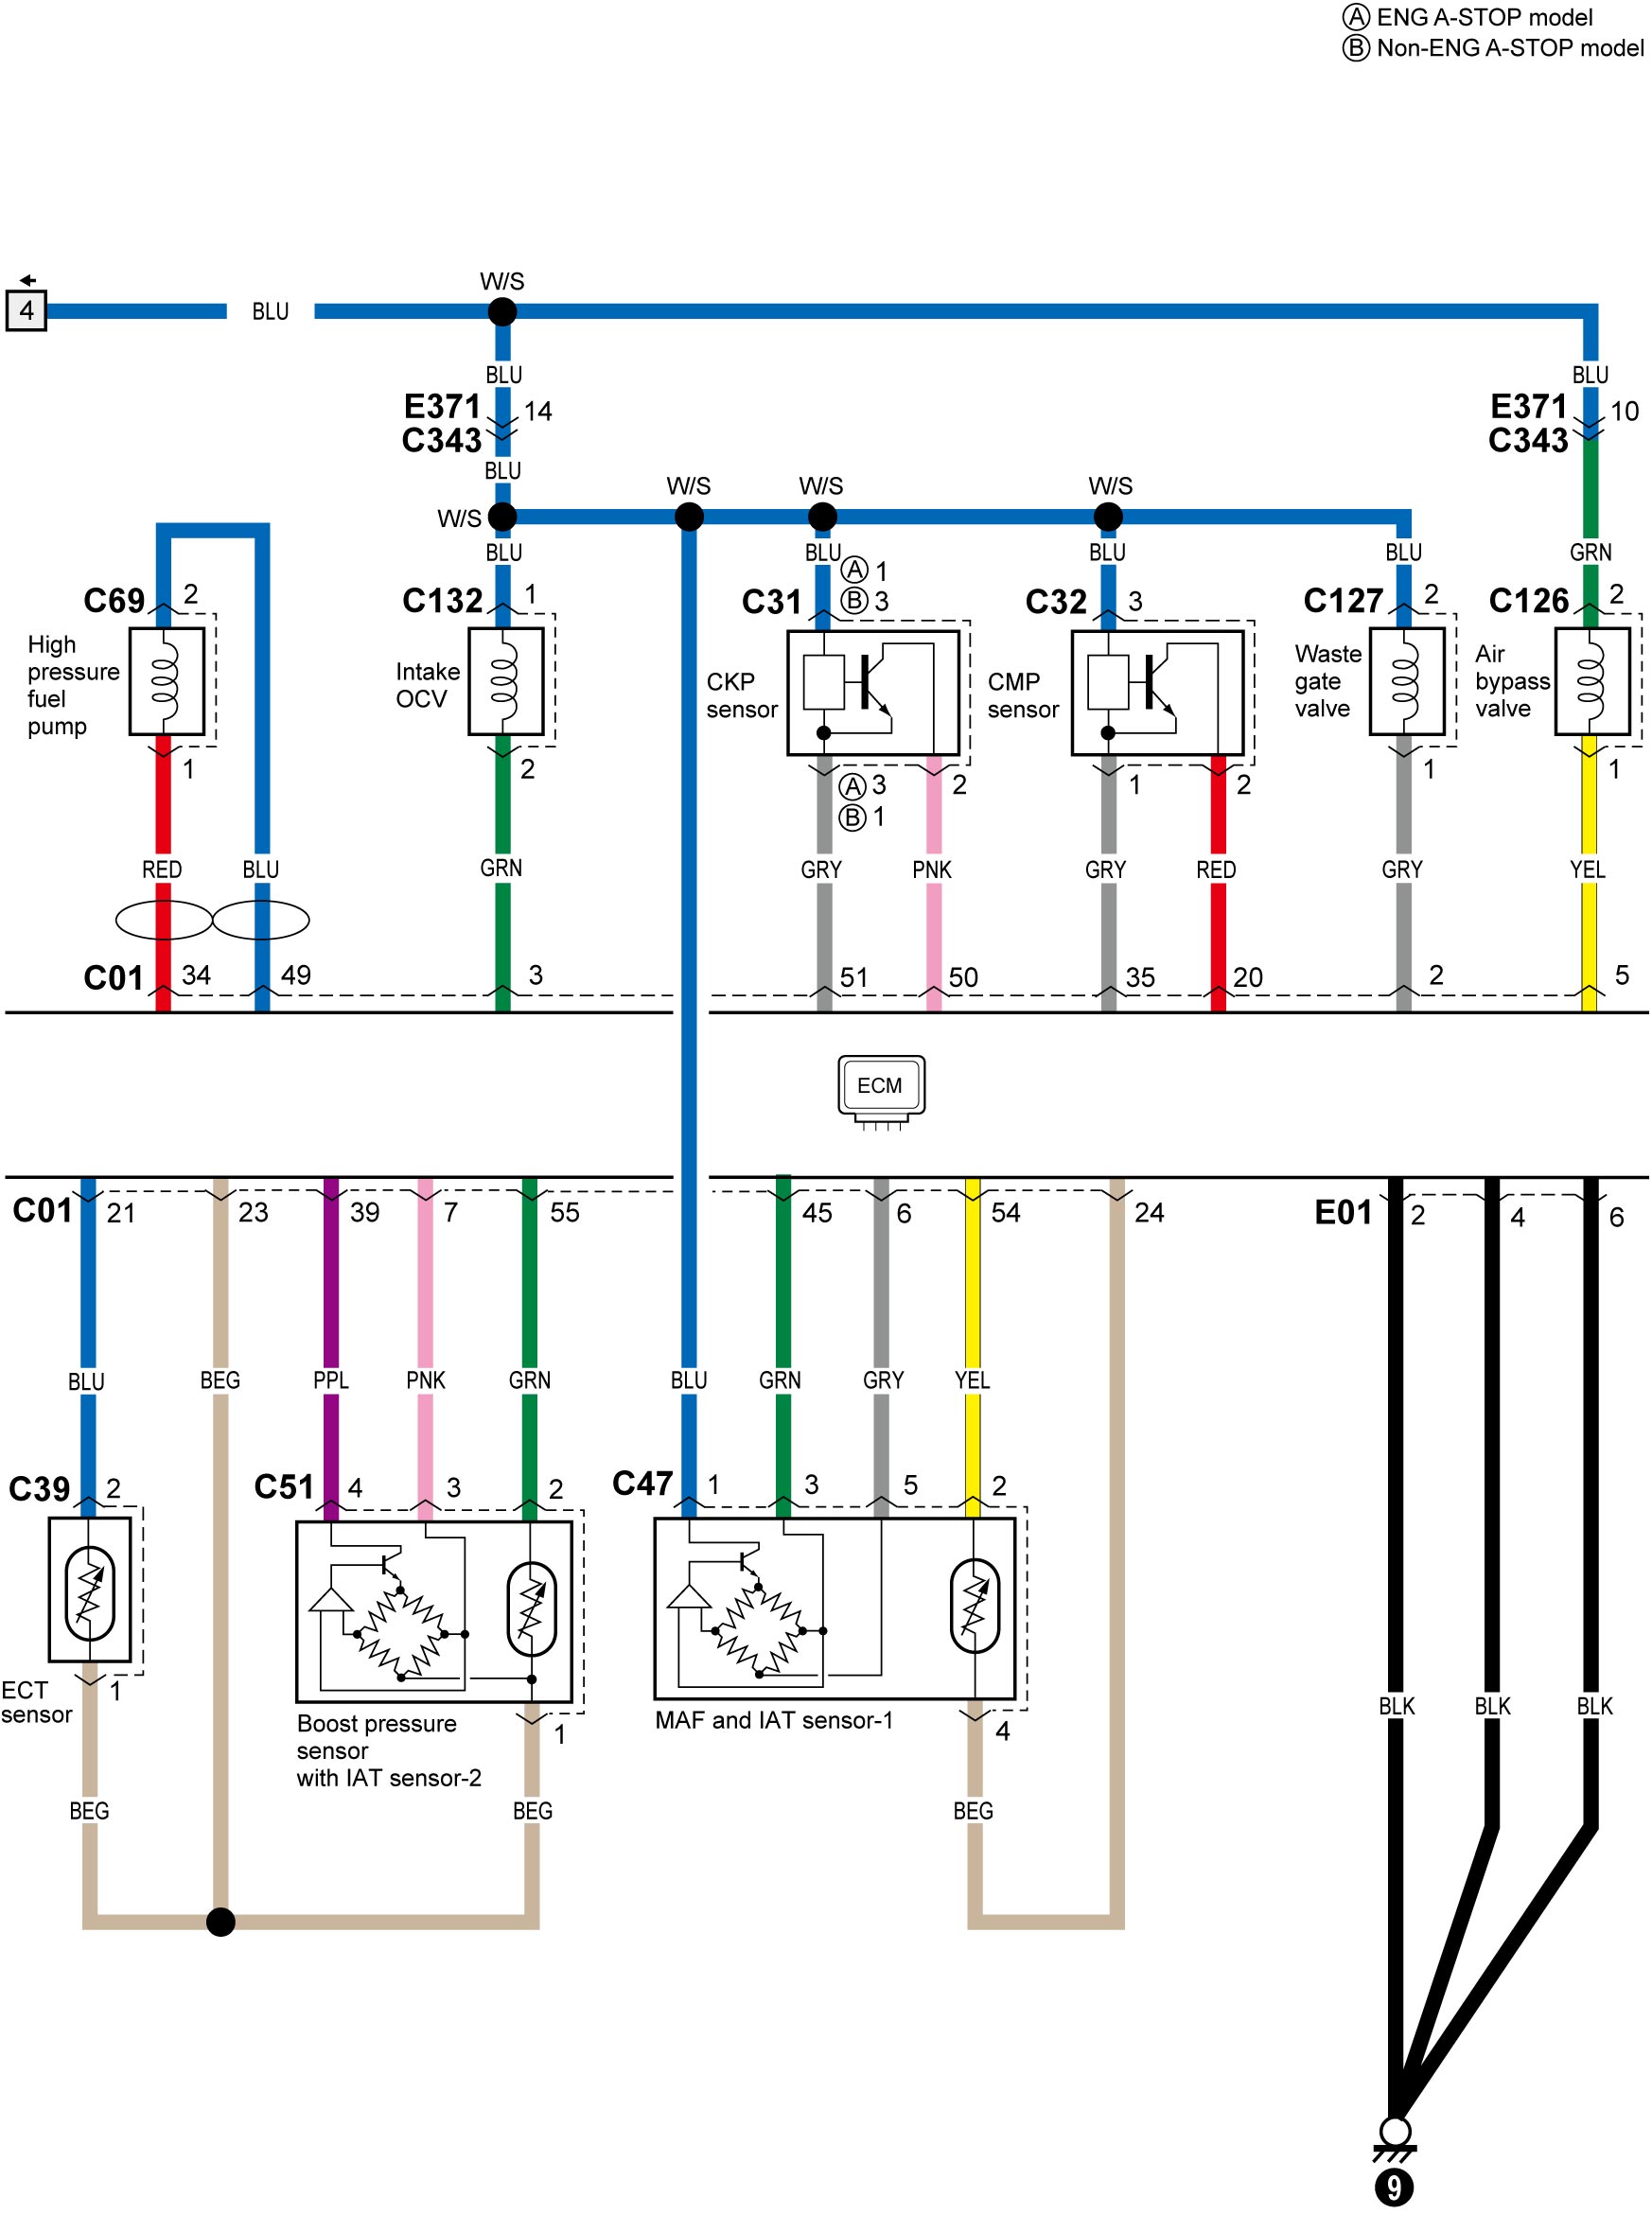 Ⓐ ENG A-STOP model
Ⓑ Non-ENG A-STOP model
4
BLU
W/S
BLU
BLU
E371
14
E371
10
C343
C343
BLU
W/S
W/S
W/S
W/S
BLU
BLU
BLU
BLU
GRN
Ⓐ 1
Ⓑ 3
C69
2
C132
1
C31
C32
3
C127
2
C126
2
High
pressure
fuel
pump
Intake
OCV
CKP
sensor
CMP
sensor
Waste
gate
valve
Air
bypass
valve
1
2
Ⓐ 3
Ⓑ 1
2
1
2
1
1
RED
BLU
GRN
GRY
PNK
GRY
RED
GRY
YEL
C01
34
49
3
51
50
35
20
2
5
ECM
C01
21
23
39
7
55
45
6
54
24
E01
2
4
6
BLU
BEG
PPL
PNK
GRN
BLU
GRN
GRY
YEL
C39
2
C51
4
3
2
C47
1
3
5
2
ECT
sensor
1
Boost pressure
sensor
with IAT sensor-2
1
MAF and IAT sensor-1
4
BLK
BLK
BLK
BEG
BEG
BEG
9